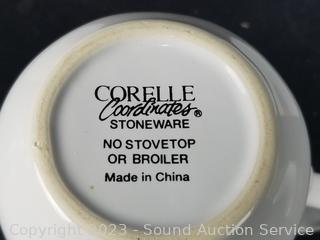 CORELLE
Coordinates®
STONEWARE
NO STOVETOP
OR BROILER
Made in China
Copyright 2023 - Sound Auction Service